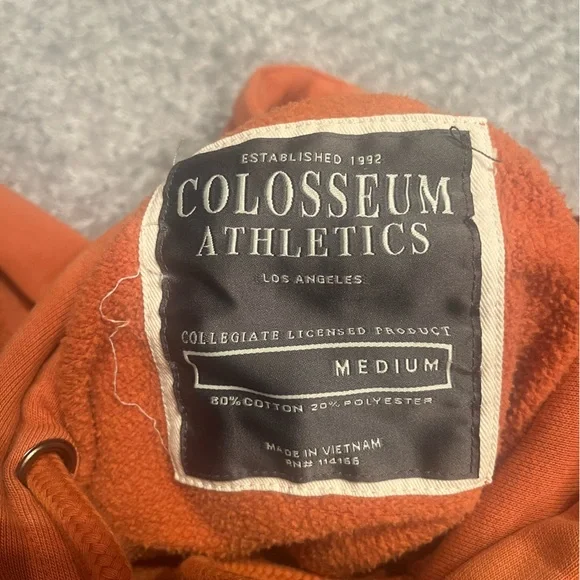 ESTABLISHED 1992
COLOSSEUM
ATHLETICS
LOS ANGELES
COLLEGIATE LICENSED PRODUCT
MEDIUM
80% COTTON 20% POLYESTER
MADE IN VIETNAM
RN# 114166